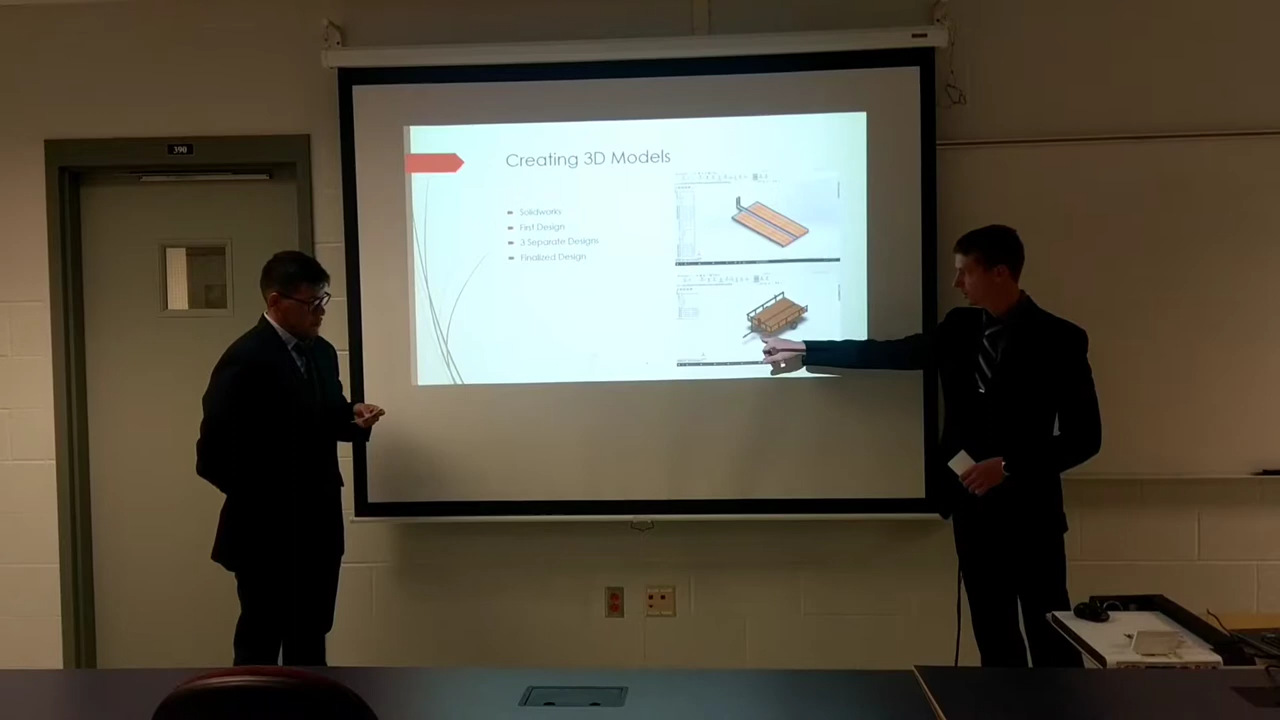 390
Creating 3D Models
Solidworks
First Design
3 Separate Designs
Finalized Design